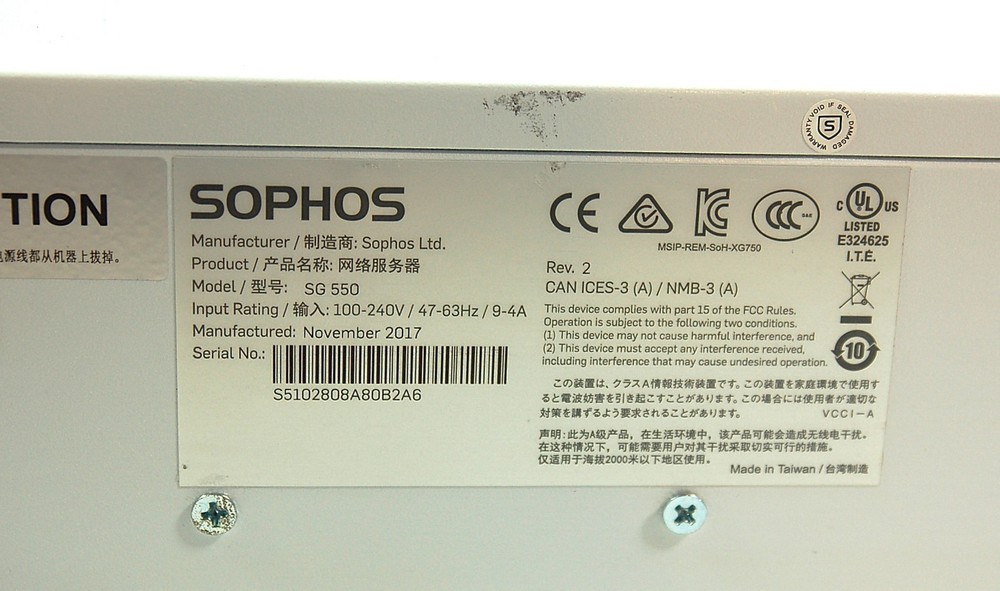 WARRANTY VOID IF SEAL DAMAGED
S
TION
源线都从机器上拔掉。
SOPHOS
Manufacturer / 制造商: Sophos Ltd.
Product / 产品名称: 网络服务器
Model / 型号: SG 550
Input Rating / 输入: 100-240V / 47-63Hz / 9-4A
Manufactured: November 2017
Serial No.:
S5102808A80B2A6
CE
KC
CCC S&E
MSIP-REM-SoH-XG750
C UL US
LISTED
E324625
I.T.E.
Rev. 2
CAN ICES-3 (A) / NMB-3 (A)
This device complies with part 15 of the FCC Rules.
Operation is subject to the following two conditions.
(1) This device may not cause harmful interference, and
(2) This device must accept any interference received,
including interference that may cause undesired operation.
10
この装置は、クラスA情報技術装置です。この装置を家庭環境で使用す
ると電波妨害を引き起こすことがあります。この場合には使用者が適切な
対策を講ずるよう要求されることがあります。 VCCI-A
声明: 此为A级产品，在生活环境中，该产品可能会造成无线电干扰。
在这种情况下，可能需要用户对其干扰采取切实可行的措施。
仅适用于海拔2000米以下地区使用。
Made in Taiwan / 台湾制造